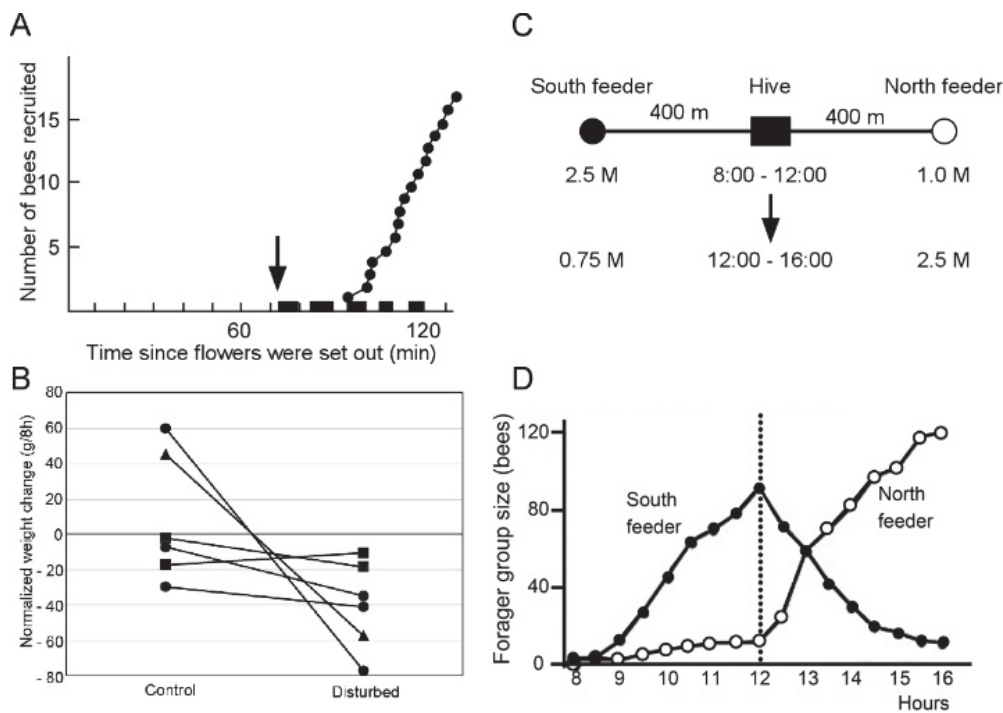 A
Number of bees recruited
15
10
5
60
120
Time since flowers were set out (min)
B
Normalized weight change (g/8h)
80
60
40
20
0
- 20
- 40
- 60
- 80
Control
Disturbed
C
South feeder
Hive
North feeder
400 m
400 m
2.5 M
8:00 - 12:00
1.0 M
0.75 M
12:00 - 16:00
2.5 M
D
Forager group size (bees)
120
80
40
0
South
feeder
North
feeder
8 9 10 11 12 13 14 15 16
Hours